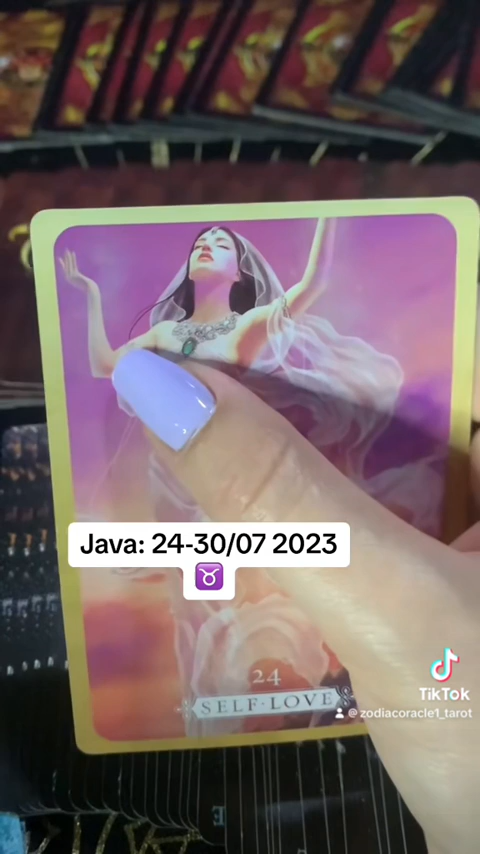 Java: 24-30/07 2023
♉
24
SELF-LOVE
TikTok
@zodiacoracle1_tarot